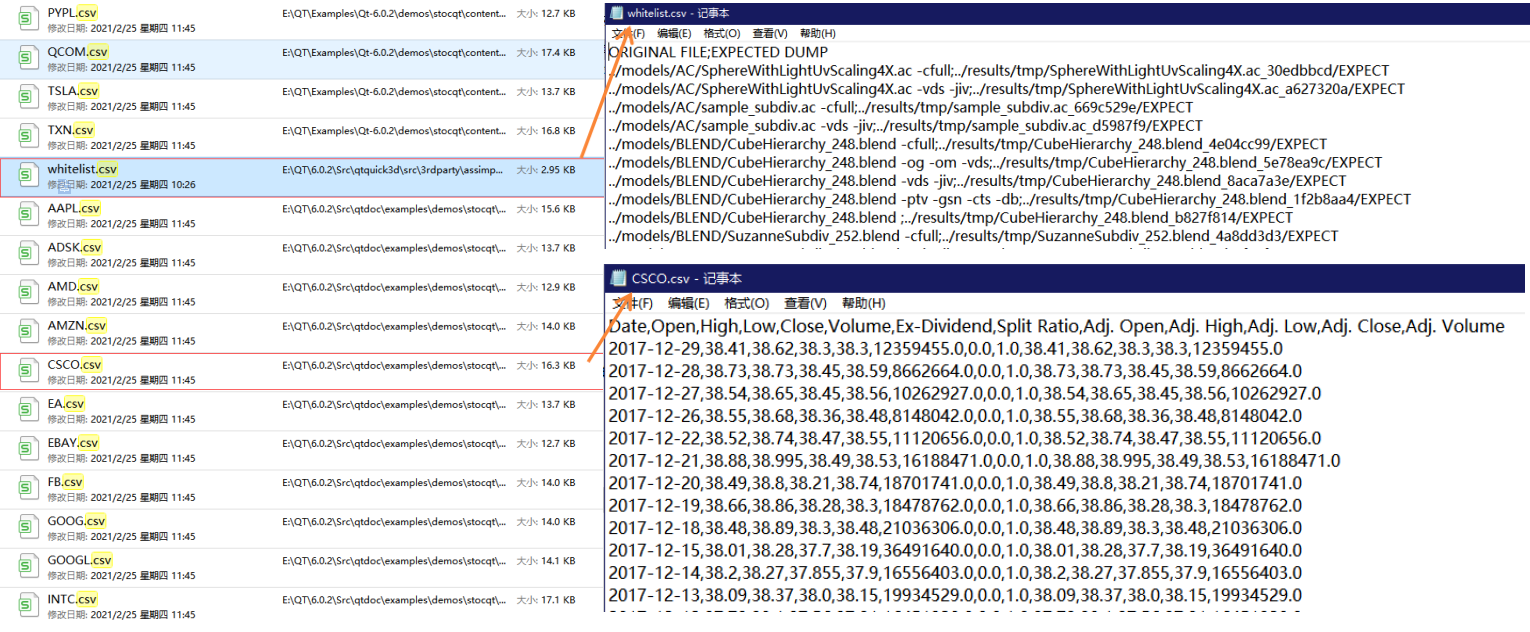 PYPL.csv
修改日期: 2021/2/25 星期四 11:45
E:\QT\Examples\Qt-6.0.2\demos\stocqt\content...
大小: 12.7 KB
QCOM.csv
修改日期: 2021/2/25 星期四 11:45
E:\QT\Examples\Qt-6.0.2\demos\stocqt\content...
大小: 17.4 KB
TSLA.csv
修改日期: 2021/2/25 星期四 11:45
E:\QT\Examples\Qt-6.0.2\demos\stocqt\content...
大小: 13.7 KB
TXN.csv
修改日期: 2021/2/25 星期四 11:45
E:\QT\Examples\Qt-6.0.2\demos\stocqt\content...
大小: 16.8 KB
whitelist.csv
修改日期: 2021/2/25 星期四 10:26
E:\QT\6.0.2\Src\qtquick3d\src\3rdparty\assimp...
大小: 2.95 KB
AAPL.csv
修改日期: 2021/2/25 星期四 11:45
E:\QT\6.0.2\Src\qtdoc\examples\demos\stocqt\...
大小: 15.6 KB
ADSK.csv
修改日期: 2021/2/25 星期四 11:45
E:\QT\6.0.2\Src\qtdoc\examples\demos\stocqt\...
大小: 13.7 KB
AMD.csv
修改日期: 2021/2/25 星期四 11:45
E:\QT\6.0.2\Src\qtdoc\examples\demos\stocqt\...
大小: 12.9 KB
AMZN.csv
修改日期: 2021/2/25 星期四 11:45
E:\QT\6.0.2\Src\qtdoc\examples\demos\stocqt\...
大小: 14.0 KB
CSCO.csv
修改日期: 2021/2/25 星期四 11:45
E:\QT\6.0.2\Src\qtdoc\examples\demos\stocqt\...
大小: 16.3 KB
EA.csv
修改日期: 2021/2/25 星期四 11:45
E:\QT\6.0.2\Src\qtdoc\examples\demos\stocqt\...
大小: 13.7 KB
EBAY.csv
修改日期: 2021/2/25 星期四 11:45
E:\QT\6.0.2\Src\qtdoc\examples\demos\stocqt\...
大小: 12.7 KB
FB.csv
修改日期: 2021/2/25 星期四 11:45
E:\QT\6.0.2\Src\qtdoc\examples\demos\stocqt\...
大小: 14.0 KB
GOOG.csv
修改日期: 2021/2/25 星期四 11:45
E:\QT\6.0.2\Src\qtdoc\examples\demos\stocqt\...
大小: 14.0 KB
GOOGL.csv
修改日期: 2021/2/25 星期四 11:45
E:\QT\6.0.2\Src\qtdoc\examples\demos\stocqt\...
大小: 14.1 KB
INTC.csv
修改日期: 2021/2/25 星期四 11:45
E:\QT\6.0.2\Src\qtdoc\examples\demos\stocqt\...
大小: 17.1 KB
whitelist.csv - 记事本
文件(F) 编辑(E) 格式(O) 查看(V) 帮助(H)
ORIGINAL FILE;EXPECTED DUMP
../models/AC/SphereWithLightUvScaling4X.ac -cfull;../results/tmp/SphereWithLightUvScaling4X.ac_30edbbcd/EXPECT
../models/AC/SphereWithLightUvScaling4X.ac -vds -jiv;../results/tmp/SphereWithLightUvScaling4X.ac_a627320a/EXPECT
../models/AC/sample_subdiv.ac -cfull;../results/tmp/sample_subdiv.ac_669c529e/EXPECT
../models/AC/sample_subdiv.ac -vds -jiv;../results/tmp/sample_subdiv.ac_d5987f9/EXPECT
../models/BLEND/CubeHierarchy_248.blend -cfull;../results/tmp/CubeHierarchy_248.blend_4e04cc99/EXPECT
../models/BLEND/CubeHierarchy_248.blend -og -om -vds;../results/tmp/CubeHierarchy_248.blend_5e78ea9c/EXPECT
../models/BLEND/CubeHierarchy_248.blend -vds -jiv;../results/tmp/CubeHierarchy_248.blend_8aca7a3e/EXPECT
../models/BLEND/CubeHierarchy_248.blend -ptv -gsn -cts -db;../results/tmp/CubeHierarchy_248.blend_1f2b8aa4/EXPECT
../models/BLEND/CubeHierarchy_248.blend ;../results/tmp/CubeHierarchy_248.blend_b827f814/EXPECT
../models/BLEND/SuzanneSubdiv_252.blend -cfull;../results/tmp/SuzanneSubdiv_252.blend_4a8dd3d3/EXPECT
CSCO.csv - 记事本
文件(F) 编辑(E) 格式(O) 查看(V) 帮助(H)
Date,Open,High,Low,Close,Volume,Ex-Dividend,Split Ratio,Adj. Open,Adj. High,Adj. Low,Adj. Close,Adj. Volume
2017-12-29,38.41,38.62,38.3,38.3,12359455.0,0.0,1.0,38.41,38.62,38.3,38.3,12359455.0
2017-12-28,38.73,38.73,38.45,38.59,8662664.0,0.0,1.0,38.73,38.73,38.45,38.59,8662664.0
2017-12-27,38.54,38.65,38.45,38.56,10262927.0,0.0,1.0,38.54,38.65,38.45,38.56,10262927.0
2017-12-26,38.55,38.68,38.36,38.48,8148042.0,0.0,1.0,38.55,38.68,38.36,38.48,8148042.0
2017-12-22,38.52,38.74,38.47,38.55,11120656.0,0.0,1.0,38.52,38.74,38.47,38.55,11120656.0
2017-12-21,38.88,38.995,38.49,38.53,16188471.0,0.0,1.0,38.88,38.995,38.49,38.53,16188471.0
2017-12-20,38.49,38.8,38.21,38.74,18701741.0,0.0,1.0,38.49,38.8,38.21,38.74,18701741.0
2017-12-19,38.66,38.86,38.28,38.3,18478762.0,0.0,1.0,38.66,38.86,38.28,38.3,18478762.0
2017-12-18,38.48,38.89,38.3,38.48,21036306.0,0.0,1.0,38.48,38.89,38.3,38.48,21036306.0
2017-12-15,38.01,38.28,37.7,38.19,36491640.0,0.0,1.0,38.01,38.28,37.7,38.19,36491640.0
2017-12-14,38.2,38.27,37.855,37.9,16556403.0,0.0,1.0,38.2,38.27,37.855,37.9,16556403.0
2017-12-13,38.09,38.37,38.0,38.15,19934529.0,0.0,1.0,38.09,38.37,38.0,38.15,19934529.0